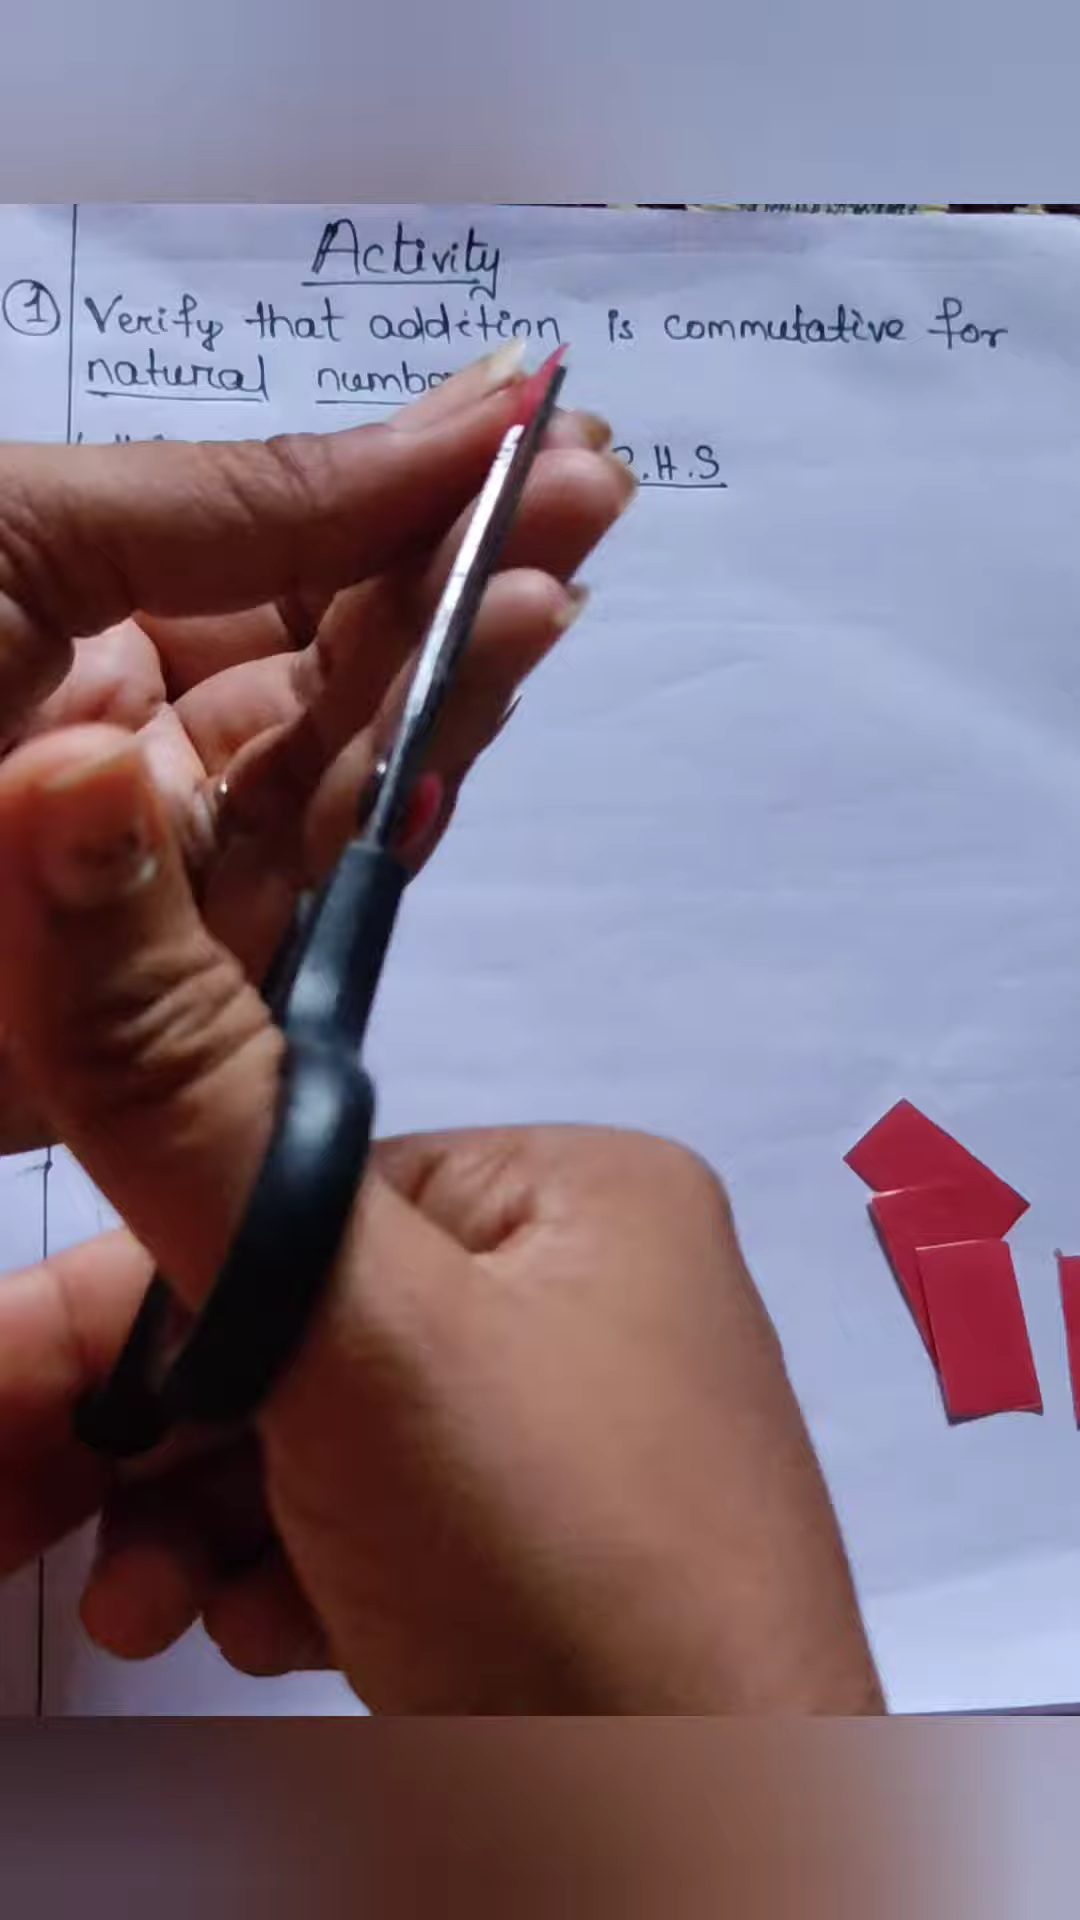 Activity
① Verify that addition is commutative for
natural
R.H.S